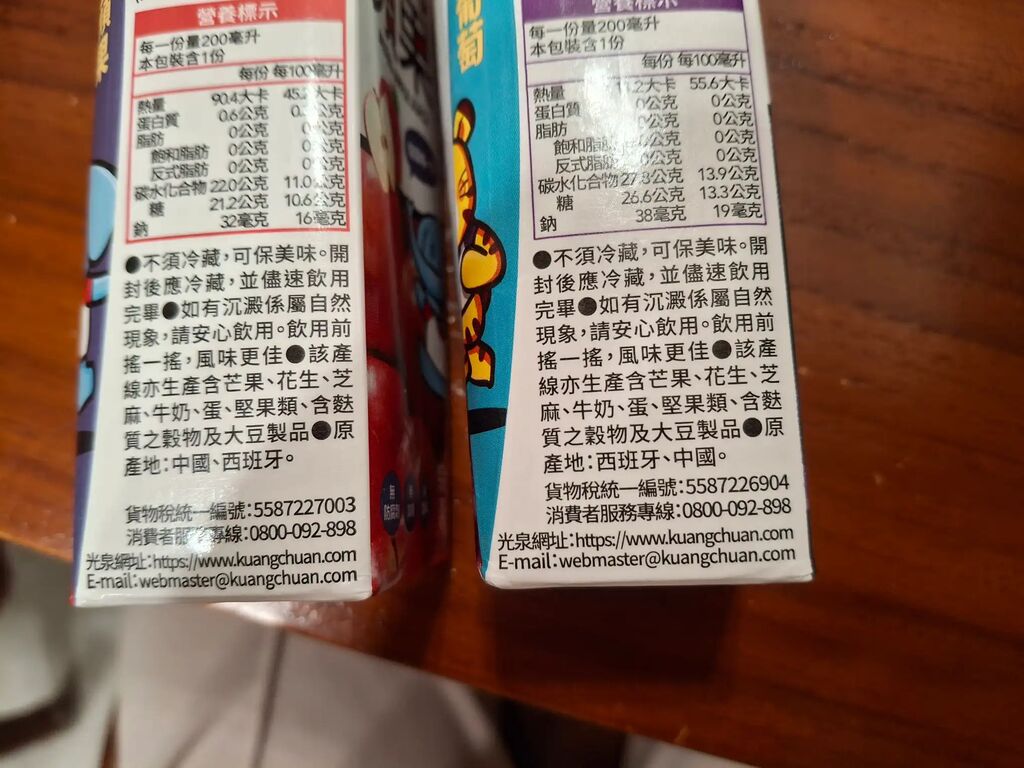 營養標示
每一份量200毫升
本包裝含1份
每份 每100毫升
熱量 90.4大卡 45.2大卡
蛋白質 0.6公克 公克
脂肪 0公克 0公克
飽和脂肪 0公克 0公克
反式脂肪 0公克 0公克
碳水化合物 22.0公克 11.0公克
糖 21.2公克 10.6公克
鈉 32毫克 16毫克
●不須冷藏,可保美味。開
封後應冷藏,並儘速飲用
完畢●如有沉澱係屬自然
現象,請安心飲用。飲用前
搖一搖,風味更佳●該產
線亦生產含芒果、花生、芝
麻、牛奶、蛋、堅果類、含麩
質之穀物及大豆製品●原
產地:中國、西班牙。
貨物稅統一編號:5587227003
消費者服務專線:0800-092-898
光泉網址:https://www.kuangchuan.com
E-mail:webmaster@kuangchuan.com
葡萄
營養標示
每一份量200毫升
本包裝含1份
每份 每100毫升
熱量 大卡 55.6大卡
蛋白質 0公克 0公克
脂肪 0公克 0公克
飽和脂肪 0公克 0公克
反式脂肪 0公克 0公克
碳水化合物 27.8公克 13.9公克
糖 26.6公克 13.3公克
鈉 38毫克 19毫克
●不須冷藏,可保美味。開
封後應冷藏,並儘速飲用
完畢●如有沉澱係屬自然
現象,請安心飲用。飲用前
搖一搖,風味更佳●該產
線亦生產含芒果、花生、芝
麻、牛奶、蛋、堅果類、含麩
質之穀物及大豆製品●原
產地:西班牙、中國。
貨物稅統一編號:5587226904
消費者服務專線:0800-092-898
光泉網址:https://www.kuangchuan.com
E-mail:webmaster@kuangchuan.com